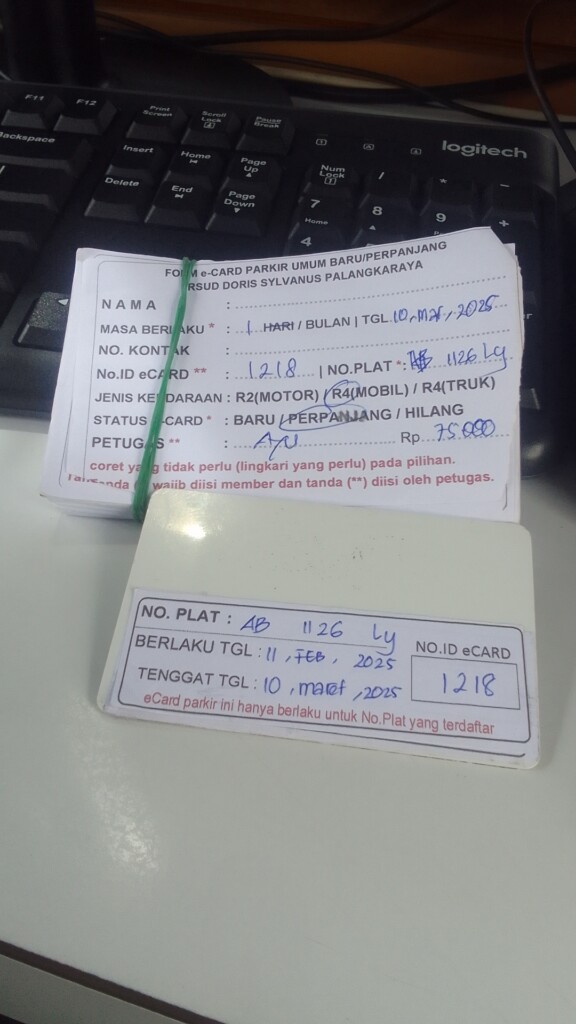 F11 F12 Print Screen Scroll Lock Pause Break
Backspace Insert Home Page Up Num Lock / * -
logitech
Delete End Page Down 7 Home 8 9 +
4
FORM e-CARD PARKIR UMUM BARU/PERPANJANG
RSUD DORIS SYLVANUS PALANGKARAYA
NAMA :
MASA BERLAKU * : 1 HARI / BULAN | TGL 10, Mar, 2025
NO. KONTAK :
No.ID eCARD ** : 1218 | NO.PLAT *: 1126 Ly
JENIS KENDARAAN : R2(MOTOR) / R4(MOBIL) / R4(TRUK)
STATUS e-CARD * : BARU / PERPANJANG / HILANG
PETUGAS ** : Rp. 75.000
coret yang tidak perlu (lingkari yang perlu) pada pilihan.
wajib diisi member dan tanda (**) diisi oleh petugas.
NO. PLAT : AB 1126 Ly
BERLAKU TGL : 11, FEB, 2025
NO.ID eCARD
1218
TENGGAT TGL : 10, maret, 2025
eCard parkir ini hanya berlaku untuk No.Plat yang terdaftar